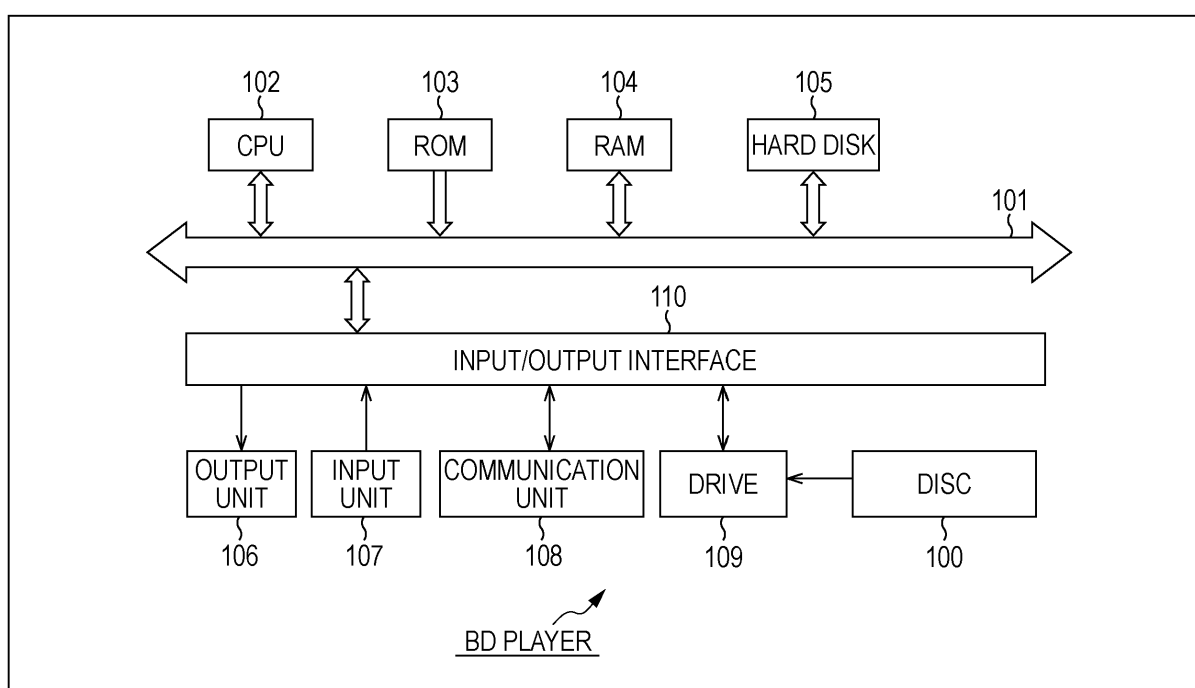 102
103
104
105
CPU
ROM
RAM
HARD DISK
101
110
INPUT/OUTPUT INTERFACE
OUTPUT
UNIT
INPUT
UNIT
COMMUNICATION
UNIT
DRIVE
DISC
106
107
108
109
100
BD PLAYER